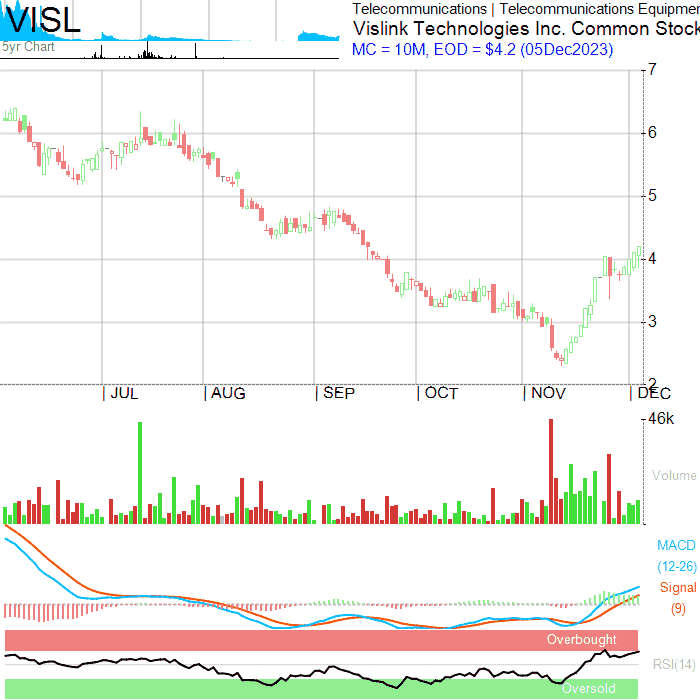 VISL
5yr Chart
Telecommunications | Telecommunications Equipmen
Vislink Technologies Inc. Common Stock
MC = 10M, EOD = $4.2 (05Dec2023)
7
6
5
4
3
2
JUL
AUG
SEP
OCT
NOV
DEC
46k
Volume
MACD
(12-26)
Signal
(9)
Overbought
RSI(14)
Oversold